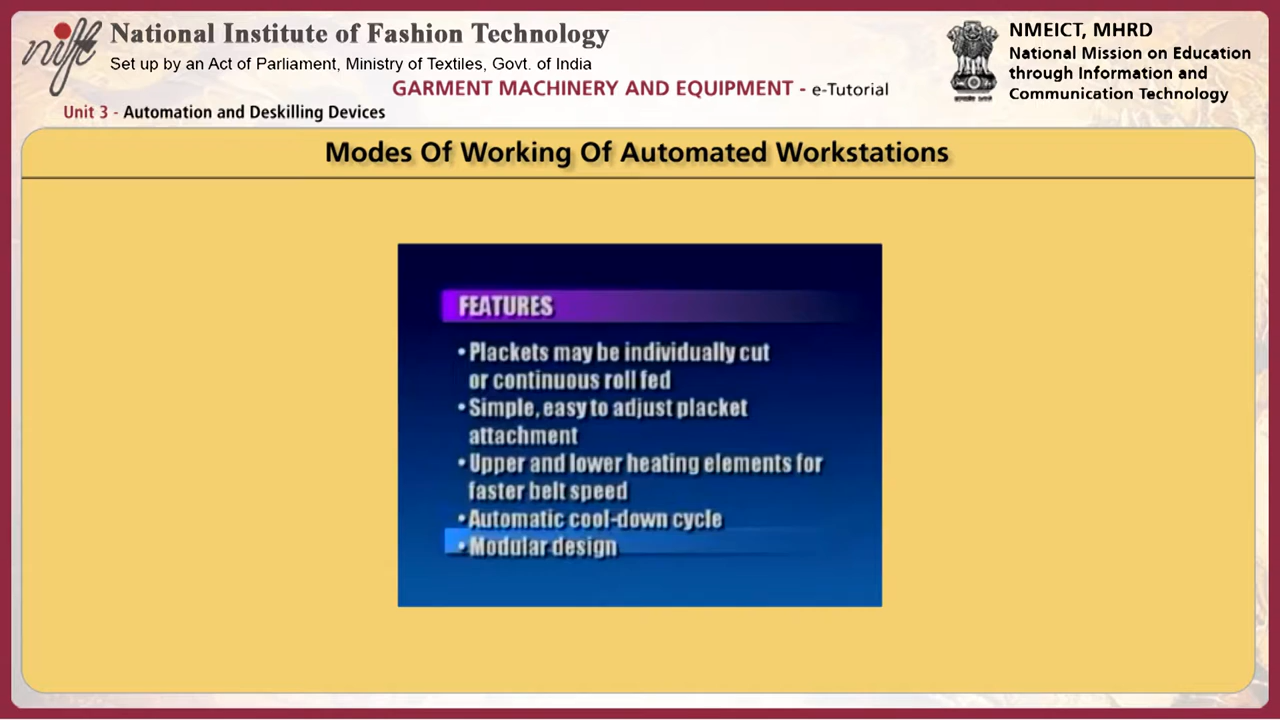 nift
National Institute of Fashion Technology
Set up by an Act of Parliament, Ministry of Textiles, Govt. of India
GARMENT MACHINERY AND EQUIPMENT - e-Tutorial
Unit 3 - Automation and Deskilling Devices
NMEICT, MHRD
National Mission on Education
through Information and
Communication Technology
Modes Of Working Of Automated Workstations
FEATURES
• Plackets may be individually cut
or continuous roll fed
• Simple, easy to adjust placket
attachment
• Upper and lower heating elements for
faster belt speed
• Automatic cool-down cycle
• Modular design